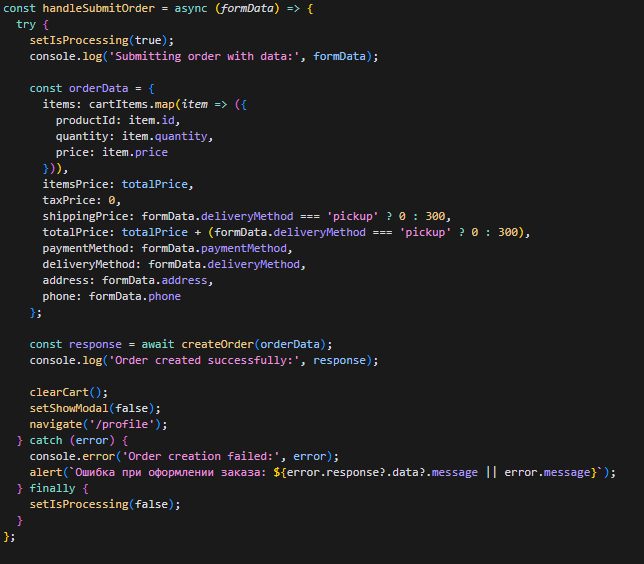 const handleSubmitOrder = async (formData) => {
  try {
    setIsProcessing(true);
    console.log('Submitting order with data:', formData);

    const orderData = {
      items: cartItems.map(item => ({
        productId: item.id,
        quantity: item.quantity,
        price: item.price
      })),
      itemsPrice: totalPrice,
      taxPrice: 0,
      shippingPrice: formData.deliveryMethod === 'pickup' ? 0 : 300,
      totalPrice: totalPrice + (formData.deliveryMethod === 'pickup' ? 0 : 300),
      paymentMethod: formData.paymentMethod,
      deliveryMethod: formData.deliveryMethod,
      address: formData.address,
      phone: formData.phone
    };

    const response = await createOrder(orderData);
    console.log('Order created successfully:', response);

    clearCart();
    setShowModal(false);
    navigate('/profile');
  } catch (error) {
    console.error('Order creation failed:', error);
    alert(`Ошибка при оформлении заказа: ${error.response?.data?.message || error.message}`);
  } finally {
    setIsProcessing(false);
  }
};